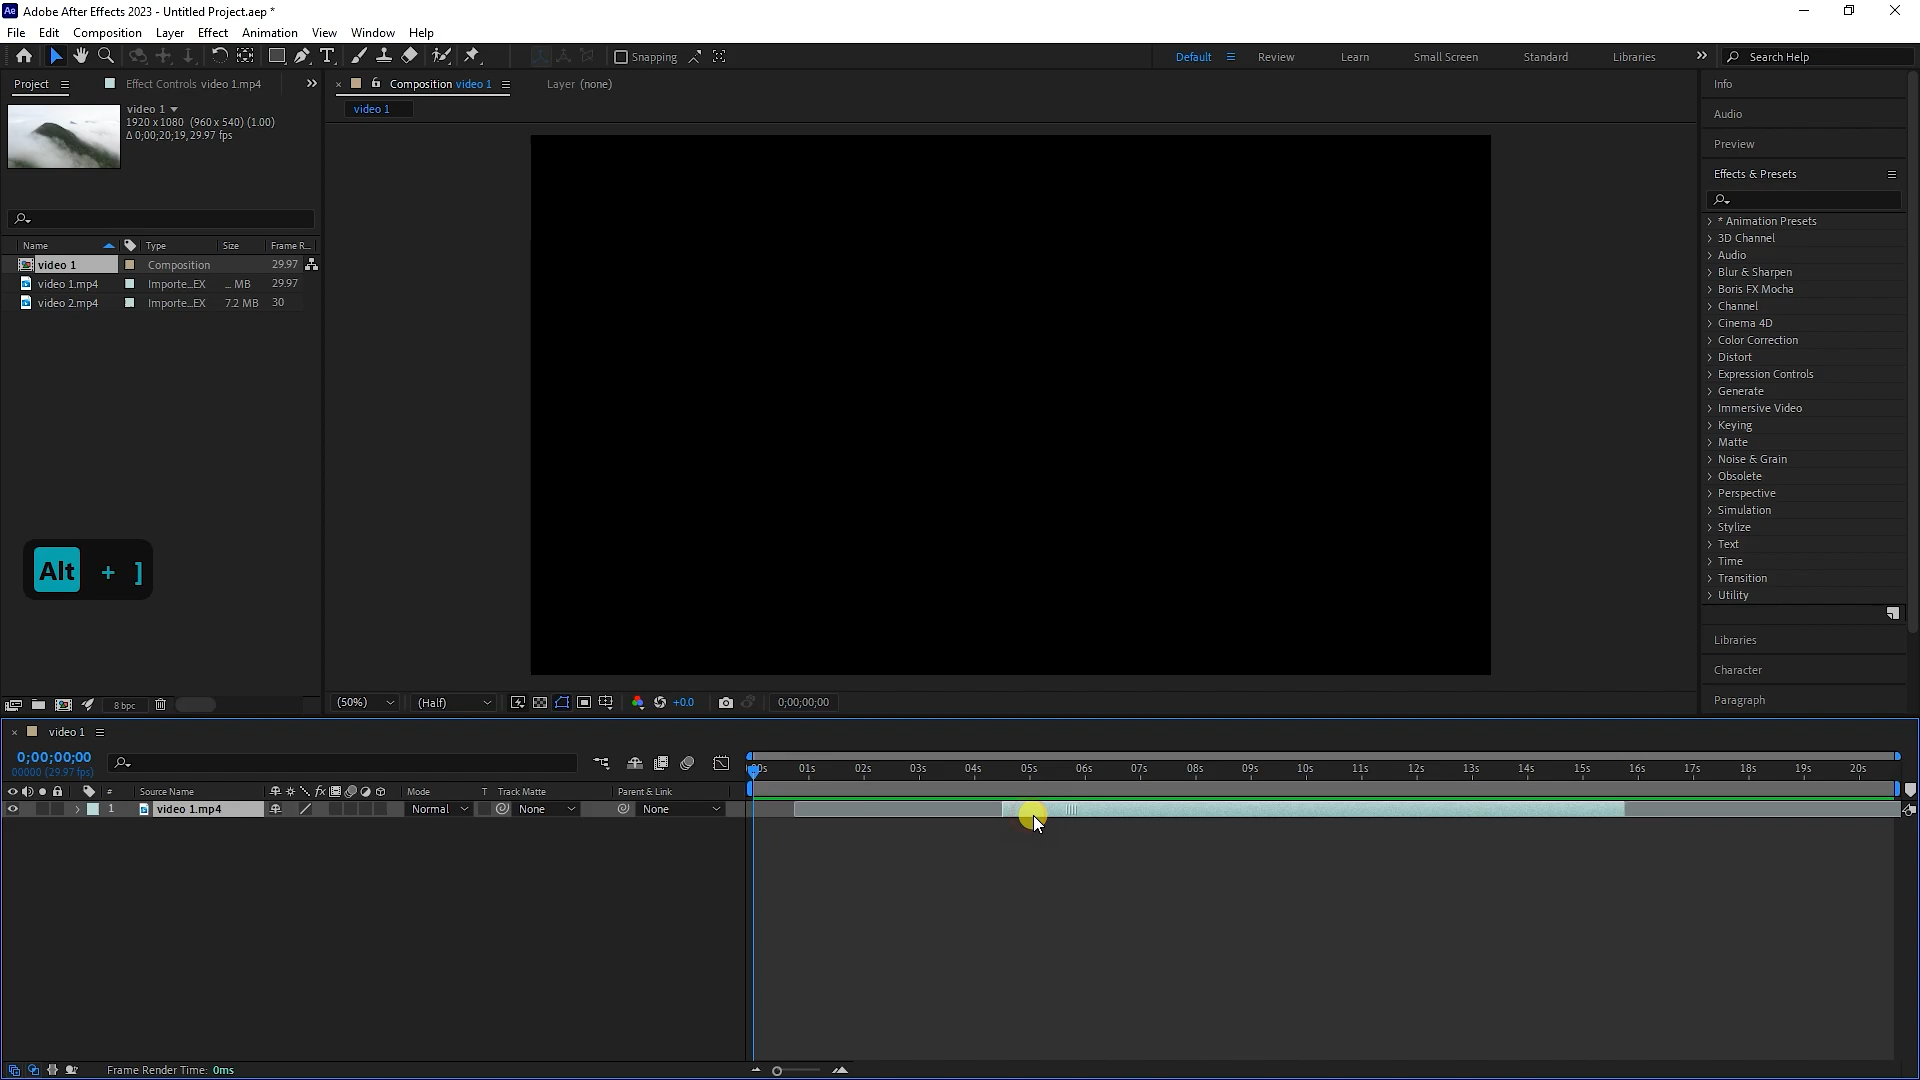 Ae Adobe After Effects 2023 - Untitled Project.aep *
File Edit Composition Layer Effect Animation View Window Help
Snapping
Default Review Learn Small Screen Standard Libraries Search Help
Project Effect Controls video 1.mp4
Composition video 1 Layer (none)
video 1
video 1
1920 x 1080 (960 x 540) (1.00)
Δ 0;00;20;19, 29.97 fps
Name Type Size Frame R...
video 1 Composition 29.97
video 1.mp4 Importe...EX ... MB 29.97
video 2.mp4 Importe...EX 7.2 MB 30
Alt + ]
8 bpc
(50%) (Half) +0.0 0;00;00;00
Info
Audio
Preview
Effects & Presets
* Animation Presets
3D Channel
Audio
Blur & Sharpen
Boris FX Mocha
Channel
Cinema 4D
Color Correction
Distort
Expression Controls
Generate
Immersive Video
Keying
Matte
Noise & Grain
Obsolete
Perspective
Simulation
Stylize
Text
Time
Transition
Utility
Libraries
Character
Paragraph
video 1
0;00;00;00
00000 (29.97 fps)
01s 02s 03s 04s 05s 06s 07s 08s 09s 10s 11s 12s 13s 14s 15s 16s 17s 18s 19s 20s
# Source Name fx Mode T Track Matte Parent & Link
1 video 1.mp4 Normal None None
Frame Render Time: 0ms